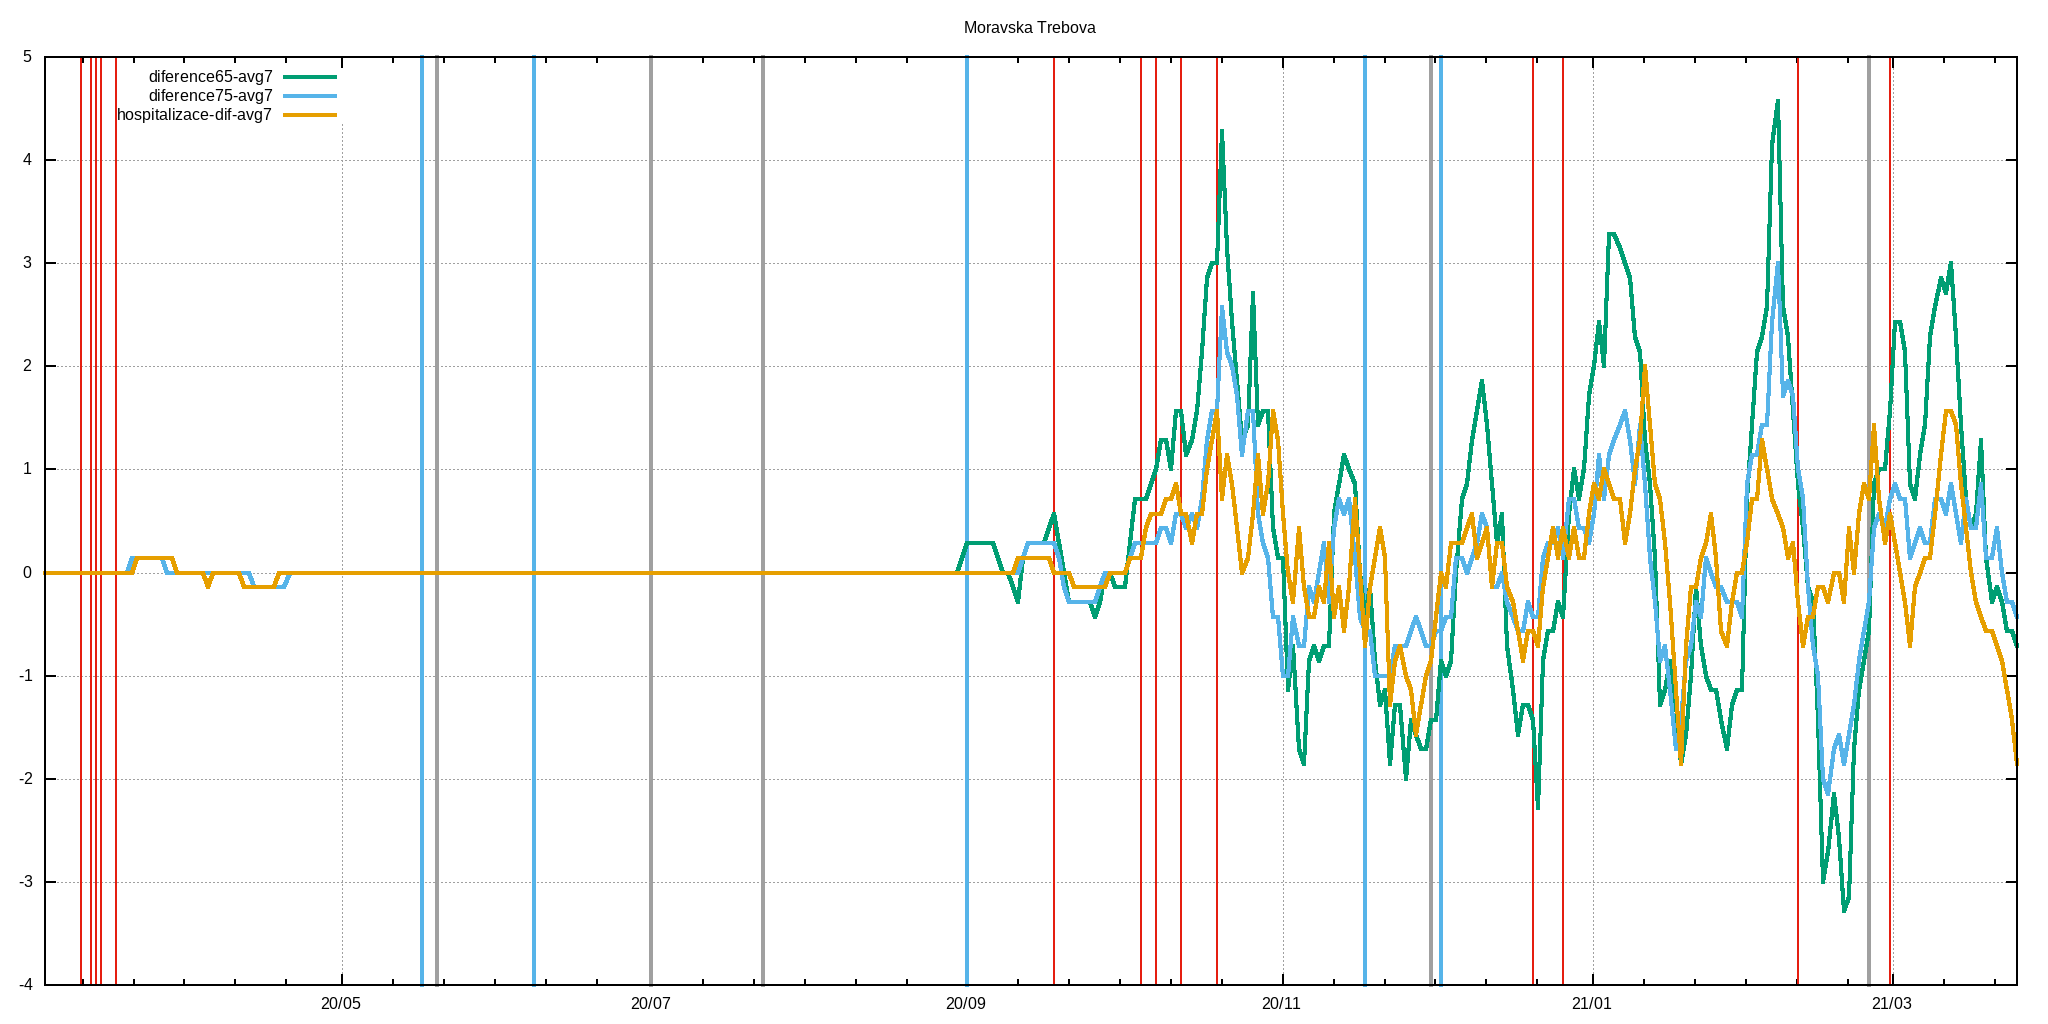 Moravska Trebova
5
diference65-avg7
diference75-avg7
hospitalizace-dif-avg7
4
3
2
1
0
-1
-2
-3
-4
20/05 20/07 20/09 20/11 21/01 21/03